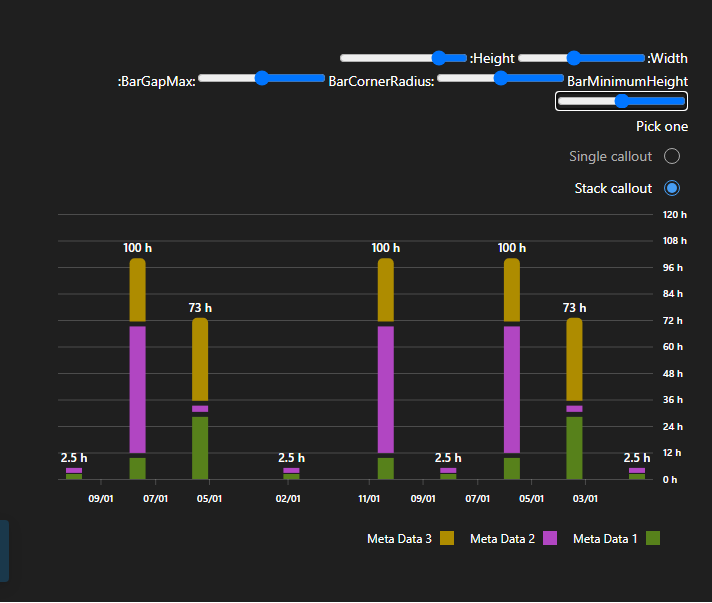 :Height :Width
:BarGapMax: BarCornerRadius: BarMinimumHeight
Pick one
Single callout
Stack callout
120 h
108 h
100 h 100 h 100 h
96 h
84 h
73 h 73 h
72 h
60 h
48 h
36 h
24 h
12 h
2.5 h 2.5 h 2.5 h 2.5 h
0 h
09/01 07/01 05/01 02/01 11/01 09/01 07/01 05/01 03/01
Meta Data 3 Meta Data 2 Meta Data 1